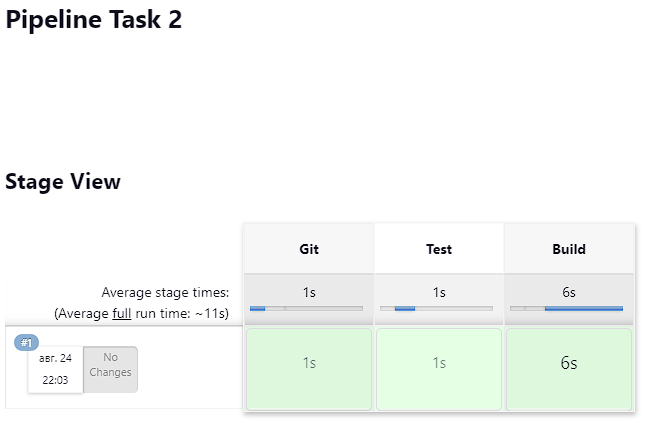 Pipeline Task 2
Stage View
Git Test Build
Average stage times: 1s 1s 6s
(Average full run time: ~11s)
#1
авг. 24
22:03
No
Changes
1s 1s 6s